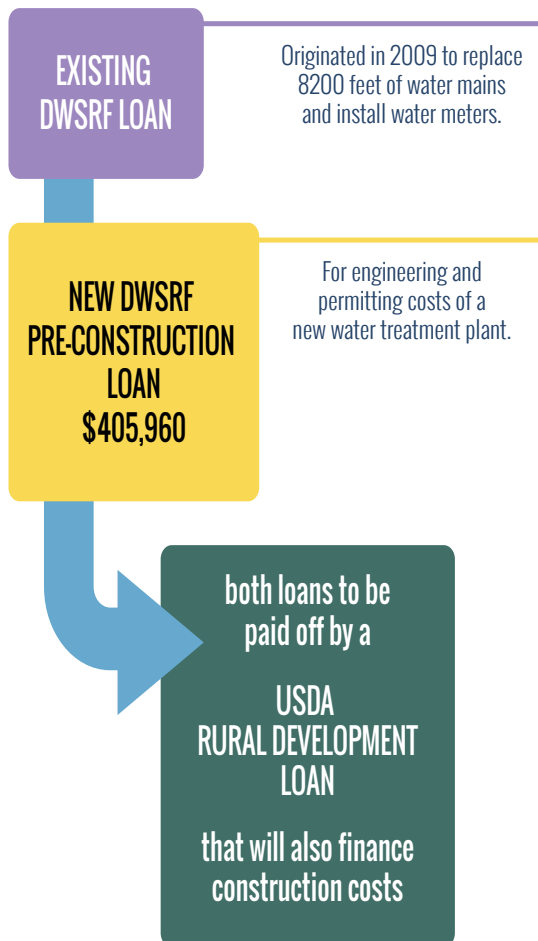 EXISTING
DWSRF LOAN
Originated in 2009 to replace
8200 feet of water mains
and install water meters.
NEW DWSRF
PRE-CONSTRUCTION
LOAN
$405,960
For engineering and
permitting costs of a
new water treatment plant.
both loans to be
paid off by a
USDA
RURAL DEVELOPMENT
LOAN
that will also finance
construction costs